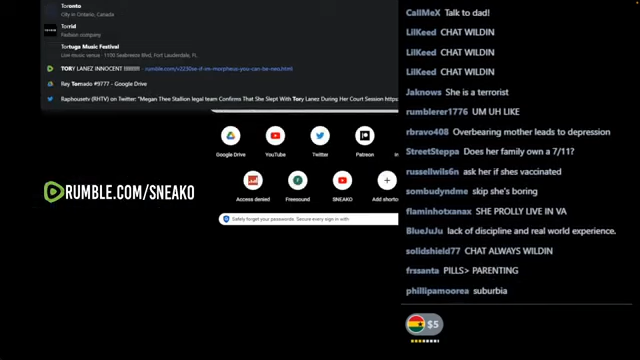 Toronto
City in Ontario, Canada
Torrid
Fashion company
Tortuga Music Festival
Live music venue · 1100 Seabreeze Blvd, Fort Lauderdale, FL
TORY LANEZ INNOCENT !!!!!!!!!!!!!!!
Rey Torrado #9777 - Google Drive
Raphousetv (RHTV) on Twitter: "Megan Thee Stallion legal team Confirms That She Slept With Tory Lanez During Her Court Session https
Google Drive
YouTube
Twitter
Patreon
Access denied
Freesound
SNEAKO
Add shortc
Safely forget your passwords. Secure every sign in with
RUMBLE.COM/SNEAKO
CallMeX Talk to dad!
LilKeed CHAT WILDIN
LilKeed CHAT WILDIN
LilKeed CHAT WILDIN
Jaknows She is a terrorist
rumblerer1776 UM UH LIKE
rbravo408 Overbearing mother leads to depression
StreetSteppa Does her family own a 7/11?
russellwils6n ask her if shes vaccinated
sombudyndme skip she's boring
flaminhotxanax SHE PROLLY LIVE IN VA
BlueJuJu lack of discipline and real world experience.
solidshield77 CHAT ALWAYS WILDIN
frssanta PILLS> PARENTING
phillipamoorea suburbia
$5